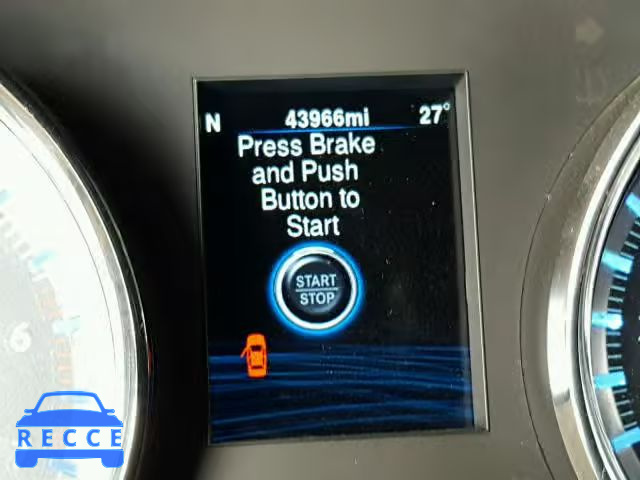 N 43966mi 27°
Press Brake
and Push
Button to
Start
START
STOP
6
RECCE